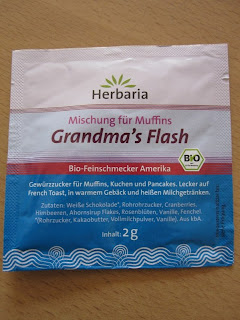 Herbaria
Mischung für Muffins
Grandma's Flash
Bio-Feinschmecker Amerika
BIO
Gewürzzucker für Muffins, Kuchen und Pancakes. Lecker auf
French Toast, in warmem Gebäck und heißen Milchgetränken.
Zutaten: Weiße Schokolade*, Rohrohrzucker, Cranberries,
Himbeeren, Ahornsirup Flakes, Rosenblüten, Vanille, Fenchel
*(Rohrzucker, Kakaobutter, Vollmilchpulver, Vanille). Aus kbA.
Inhalt: 2 g